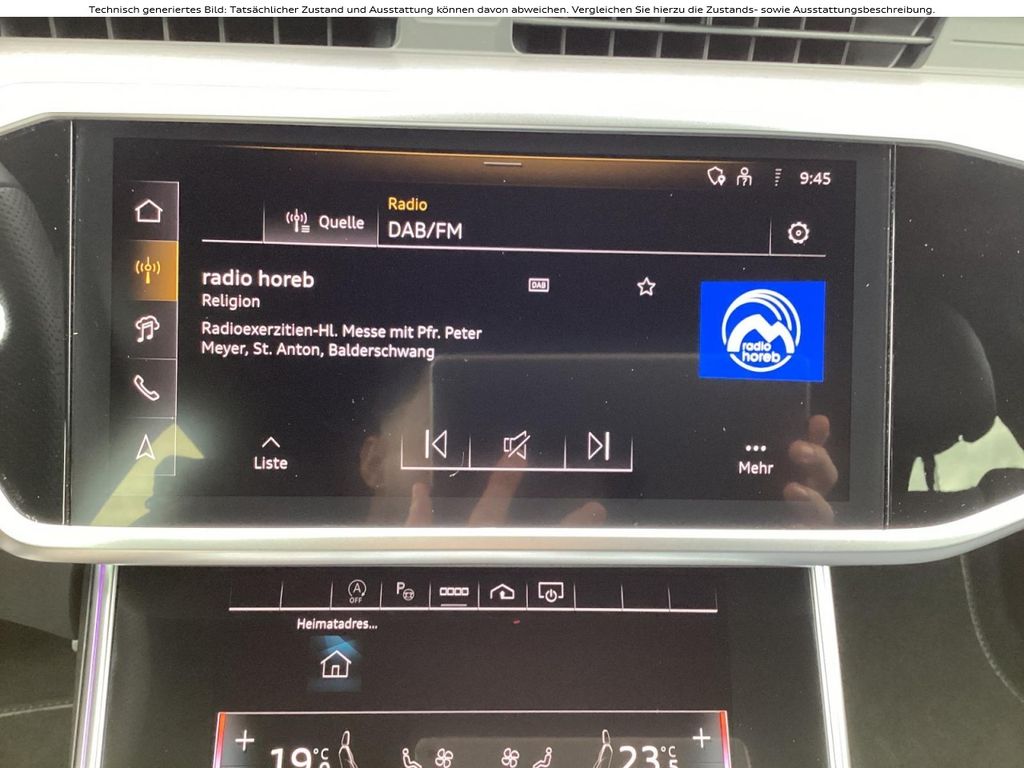 Technisch generiertes Bild: Tatsächlicher Zustand und Ausstattung können davon abweichen. Vergleichen Sie hierzu die Zustands- sowie Ausstattungsbeschreibung.
9:45
Radio
Quelle
DAB/FM
radio horeb
DAB
Religion
Radioexerzitien-Hl. Messe mit Pfr. Peter
Meyer, St. Anton, Balderschwang
radio
horeb
Liste
Mehr
A
OFF
P
Heimatadres...
+
+
19°C
23°C